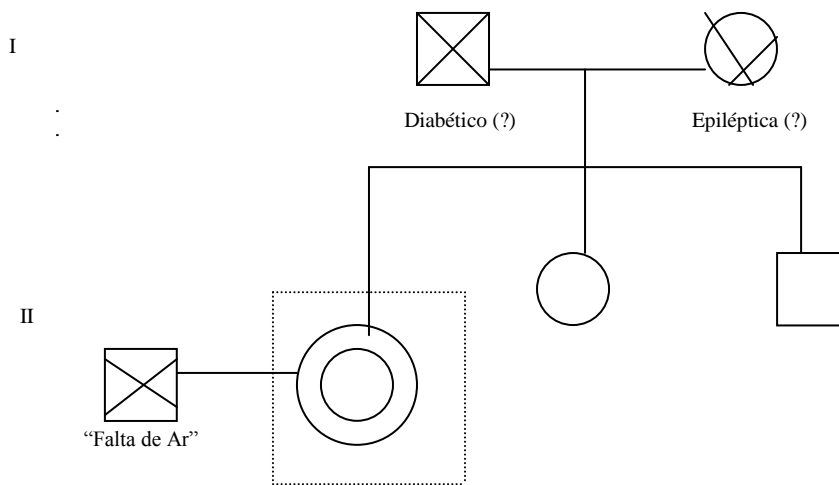 I
Diabético (?)
Epiléptica (?)
II
“Falta de Ar”